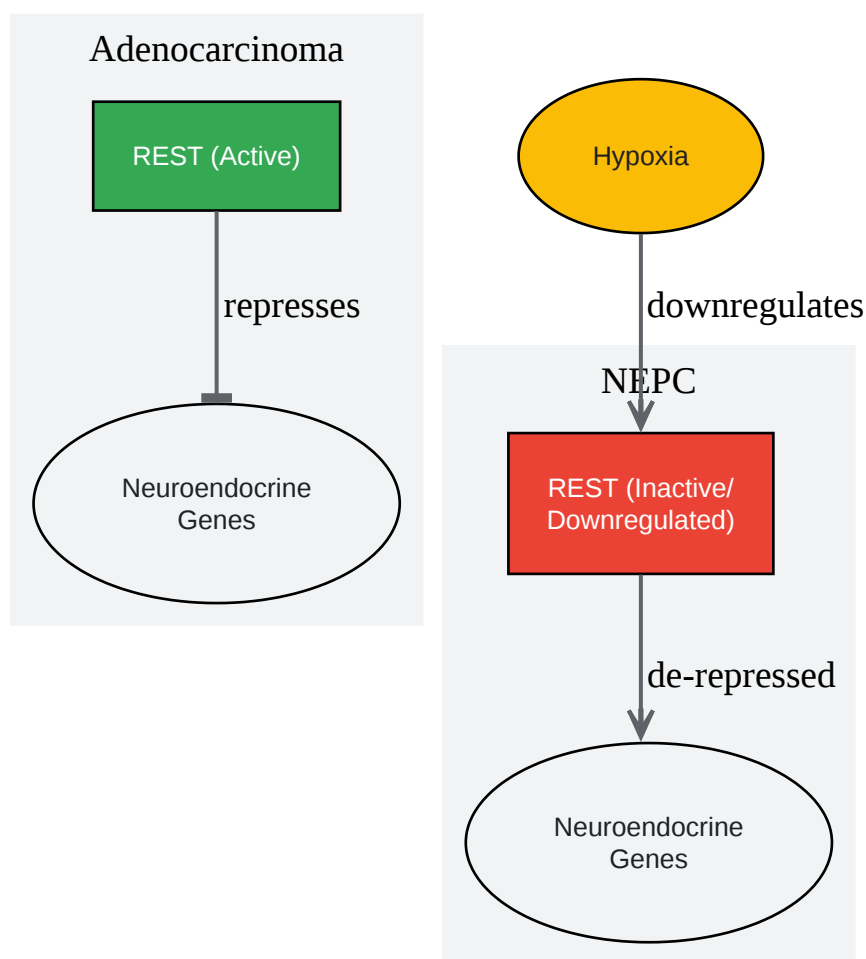 Adenocarcinoma
REST (Active)
represses
Neuroendocrine
Genes
Hypoxia
downregulates
NEPC
REST (Inactive/
Downregulated)
de-repressed
Neuroendocrine
Genes